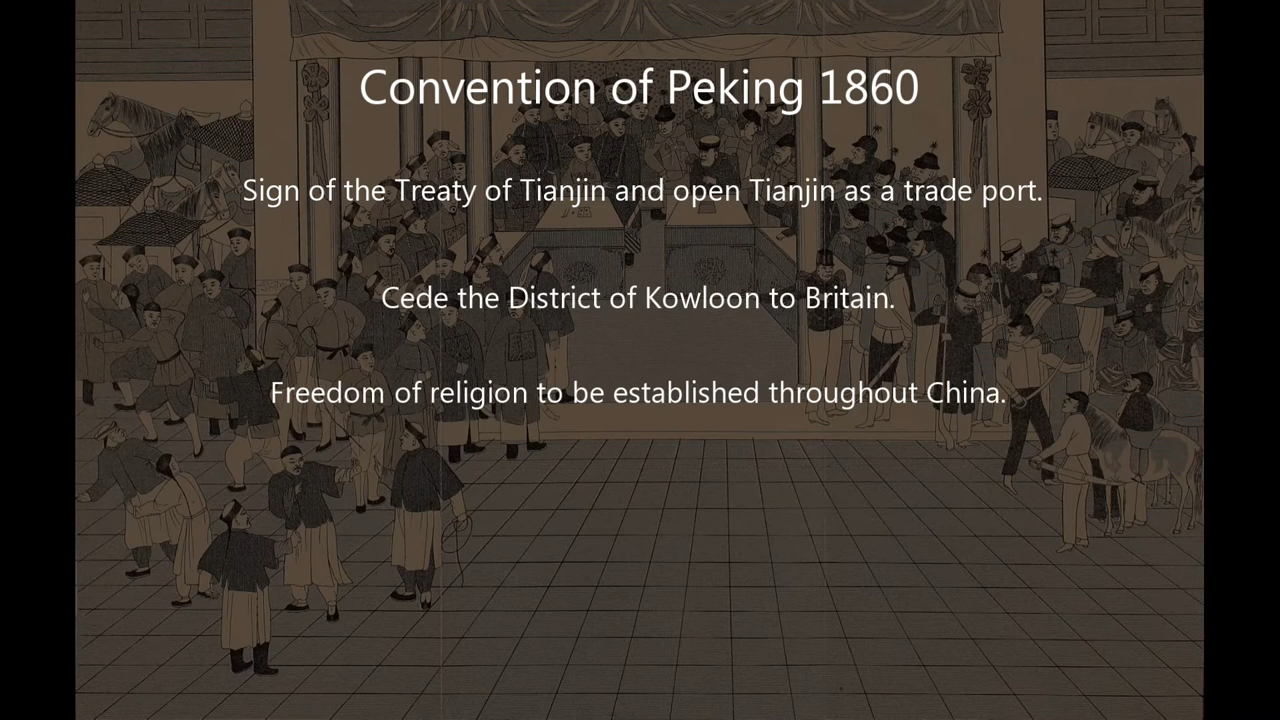 Convention of Peking 1860
Sign of the Treaty of Tianjin and open Tianjin as a trade port.
Cede the District of Kowloon to Britain.
Freedom of religion to be established throughout China.